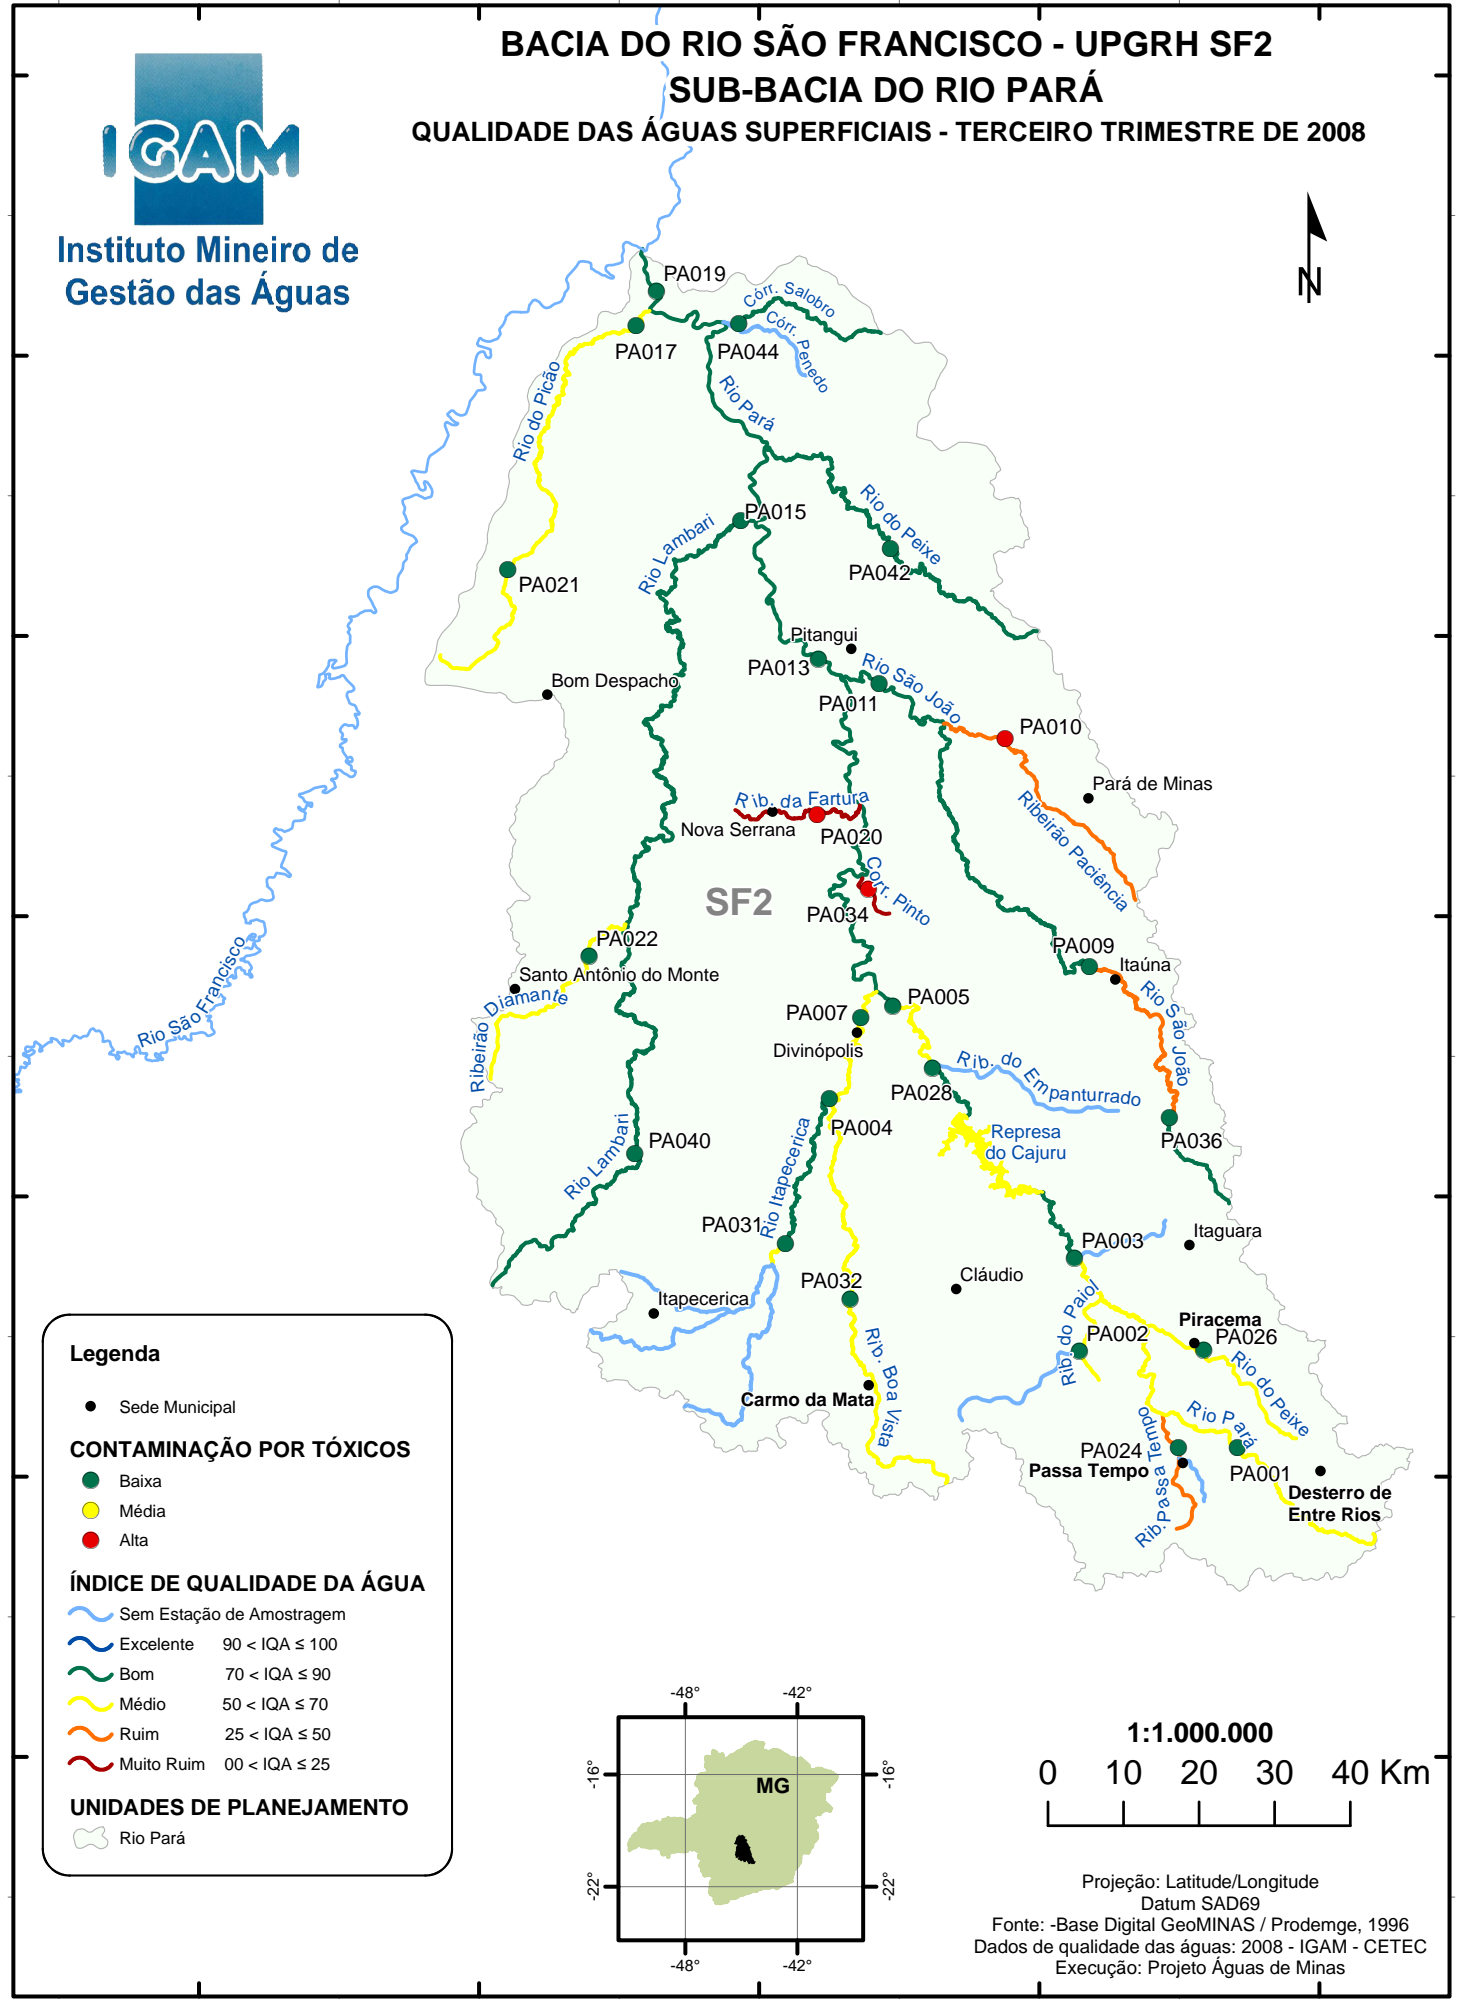 BACIA DO RIO SÃO FRANCISCO - UPGRH SF2
SUB-BACIA DO RIO PARÁ
QUALIDADE DAS ÁGUAS SUPERFICIAIS - TERCEIRO TRIMESTRE DE 2008
IGAM
Instituto Mineiro de
Gestão das Águas
N
PA019
Córr. Salobro
PA017
PA044
Córr. Penedo
Rio do Picão
Rio Pará
PA015
Rio do Peixe
Rio Lambari
PA042
PA021
Pitangui
PA013
Rio São João
Bom Despacho
PA011
PA010
Pará de Minas
Rib. da Fartura
Ribeirão Paciência
Nova Serrana
PA020
Corr. Pinto
SF2
PA034
PA022
PA009
Itaúna
Santo Antônio do Monte
Rio São Francisco
Ribeirão Diamante
Rio São João
PA005
PA007
Divinópolis
Rib. do Empanturrado
PA028
PA004
Represa
do Cajuru
PA036
PA040
Rio Lambari
Rio Itapecerica
PA031
Itaguara
PA003
Cláudio
PA032
Itapecerica
Rib. do Paiol
Piracema
PA002
PA026
Rio do Peixe
Rib. Boa Vista
Carmo da Mata
Rio Pará
Rib. Passa Tempo
PA024
Passa Tempo
PA001
Desterro de
Entre Rios
Legenda
Sede Municipal
CONTAMINAÇÃO POR TÓXICOS
Baixa
Média
Alta
ÍNDICE DE QUALIDADE DA ÁGUA
Sem Estação de Amostragem
Excelente 90 < IQA ≤ 100
Bom 70 < IQA ≤ 90
Médio 50 < IQA ≤ 70
Ruim 25 < IQA ≤ 50
Muito Ruim 00 < IQA ≤ 25
UNIDADES DE PLANEJAMENTO
Rio Pará
-48° -42°
-16° -16°
MG
-22° -22°
-48° -42°
1:1.000.000
0 10 20 30 40 Km
Projeção: Latitude/Longitude
Datum SAD69
Fonte: -Base Digital GeoMINAS / Prodemge, 1996
Dados de qualidade das águas: 2008 - IGAM - CETEC
Execução: Projeto Águas de Minas